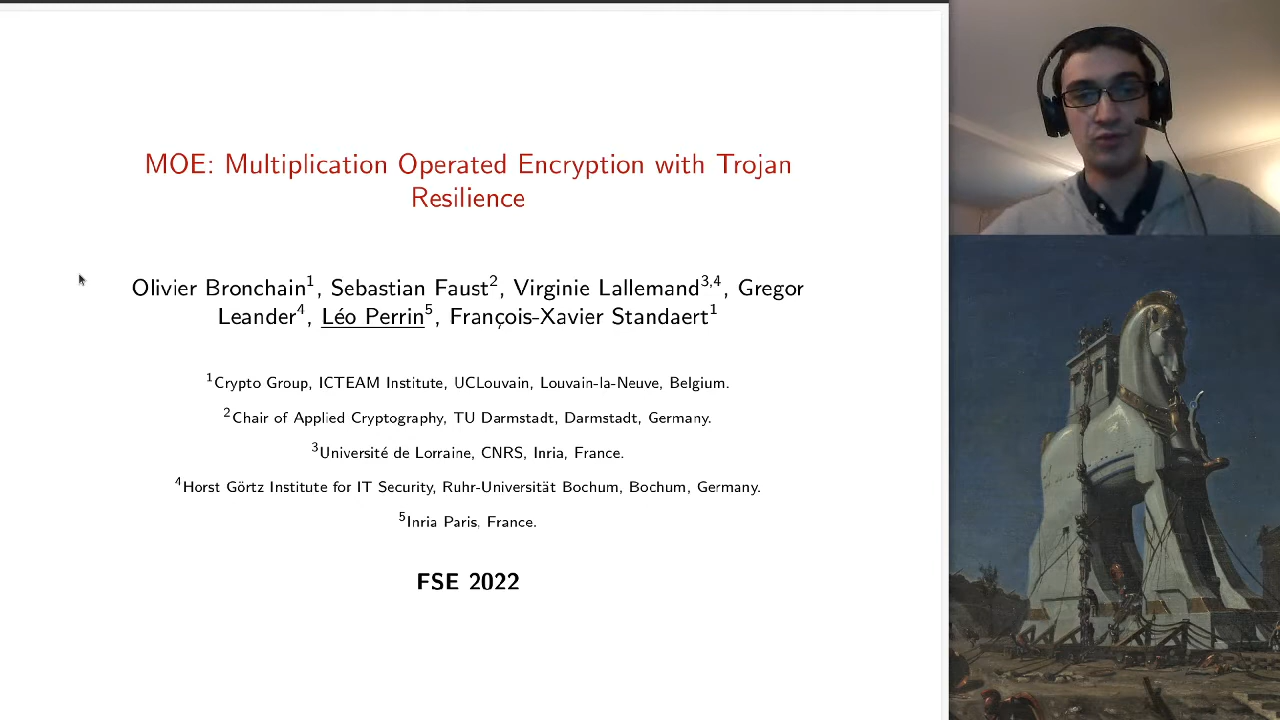 MOE: Multiplication Operated Encryption with Trojan
Resilience
Olivier Bronchain1, Sebastian Faust2, Virginie Lallemand3,4, Gregor
Leander4, Léo Perrin5, François-Xavier Standaert1
1Crypto Group, ICTEAM Institute, UCLouvain, Louvain-la-Neuve, Belgium.
2Chair of Applied Cryptography, TU Darmstadt, Darmstadt, Germany.
3Université de Lorraine, CNRS, Inria, France.
4Horst Görtz Institute for IT Security, Ruhr-Universität Bochum, Bochum, Germany.
5Inria Paris, France.
FSE 2022